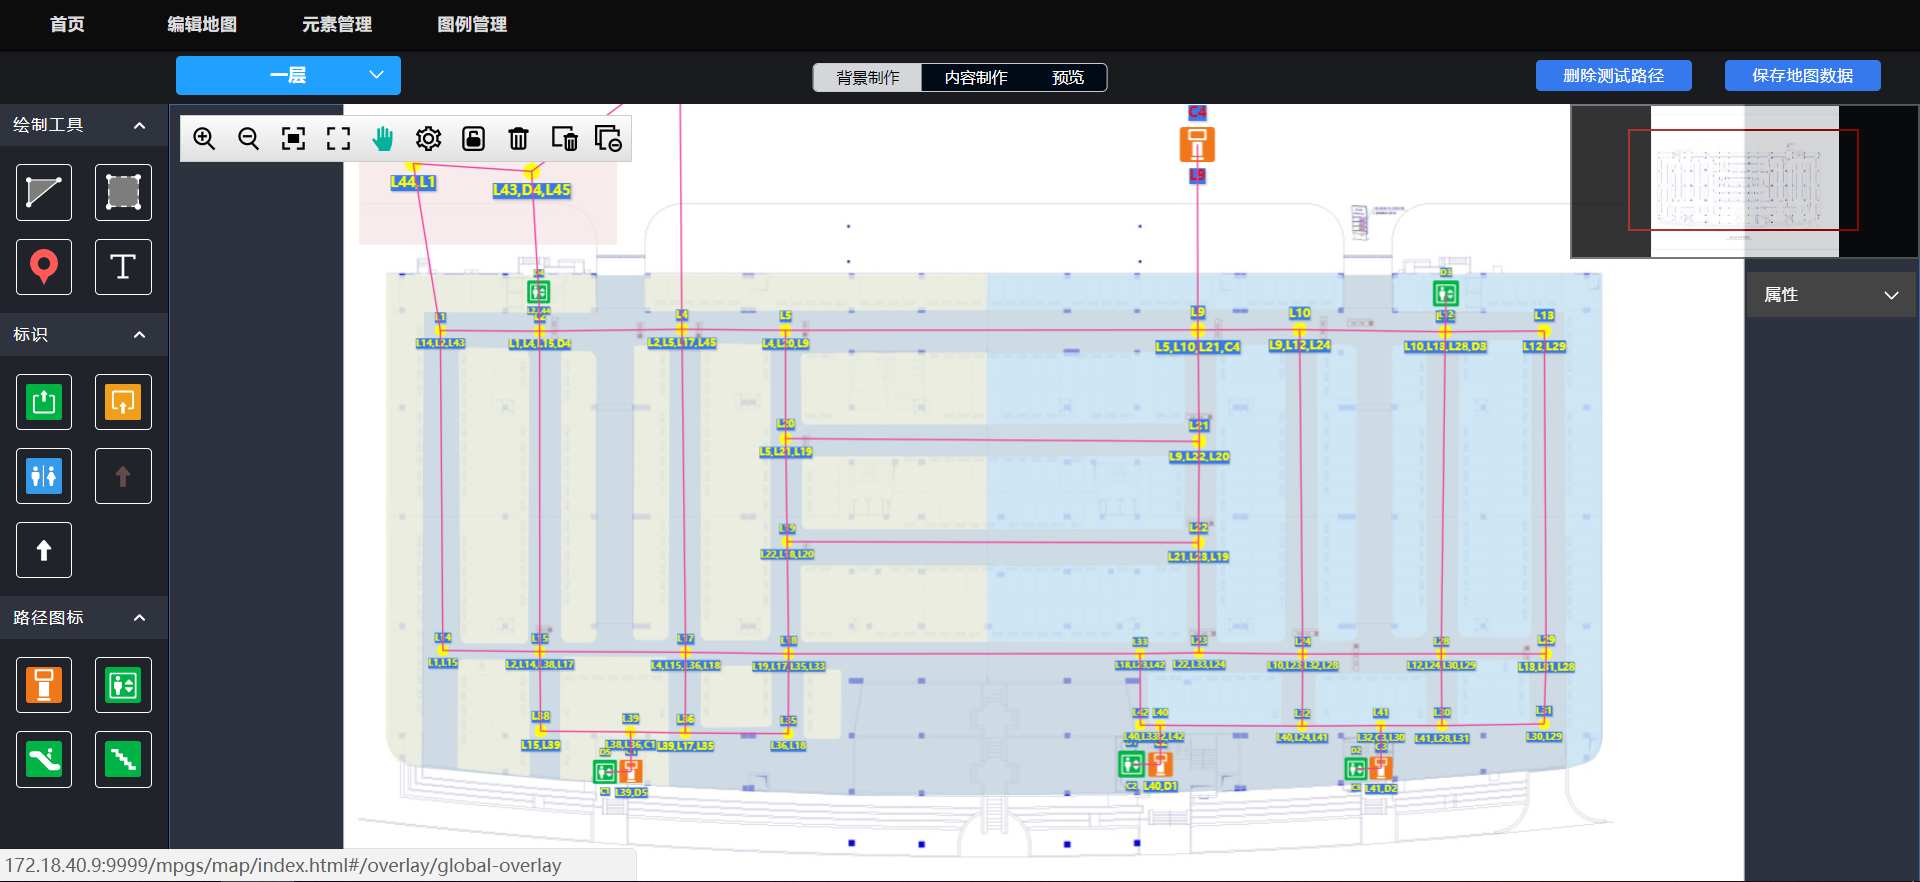 首页
编辑地图
元素管理
图例管理
一层
背景制作
内容制作
预览
删除测试路径
保存地图数据
绘制工具
标识
路径图标
属性
C4
L9
L44,L1
L43,D4,L45
D4
D3
L1
L2
L4
L5
L9
L10
L12
L13
L14,L2,L43
L1,L4,L15,D4
L2,L5,L17,L45
L4,L20,L9
L5,L10,L21,C4
L9,L12,L24
L10,L13,L28,D3
L12,L29
L20
L21
L5,L21,L19
L9,L22,L20
L19
L22
L22,L18,L20
L21,L23,L19
L14
L15
L17
L18
L33
L23
L24
L28
L29
L1,L15
L2,L14,L38,L17
L4,L15,L36,L18
L19,L17,L35,L33
L18,L23,L42
L22,L33,L24
L10,L23,L32,L28
L12,L24,L30,L29
L13,L31,L28
L38
L39
L36
L35
L42
L40
L32
L41
L30
L31
L15,L39
L38,L36,C1
L39,L17,L35
L36,L18
L40,L24,L41
L32,C3,L30
L41,L28,L31
L30,L29
D5
D2
C3
C1
L39,D5
C2
L40,D1
L41,D2
172.18.40.9:9999/mpgs/map/index.html#/overlay/global-overlay